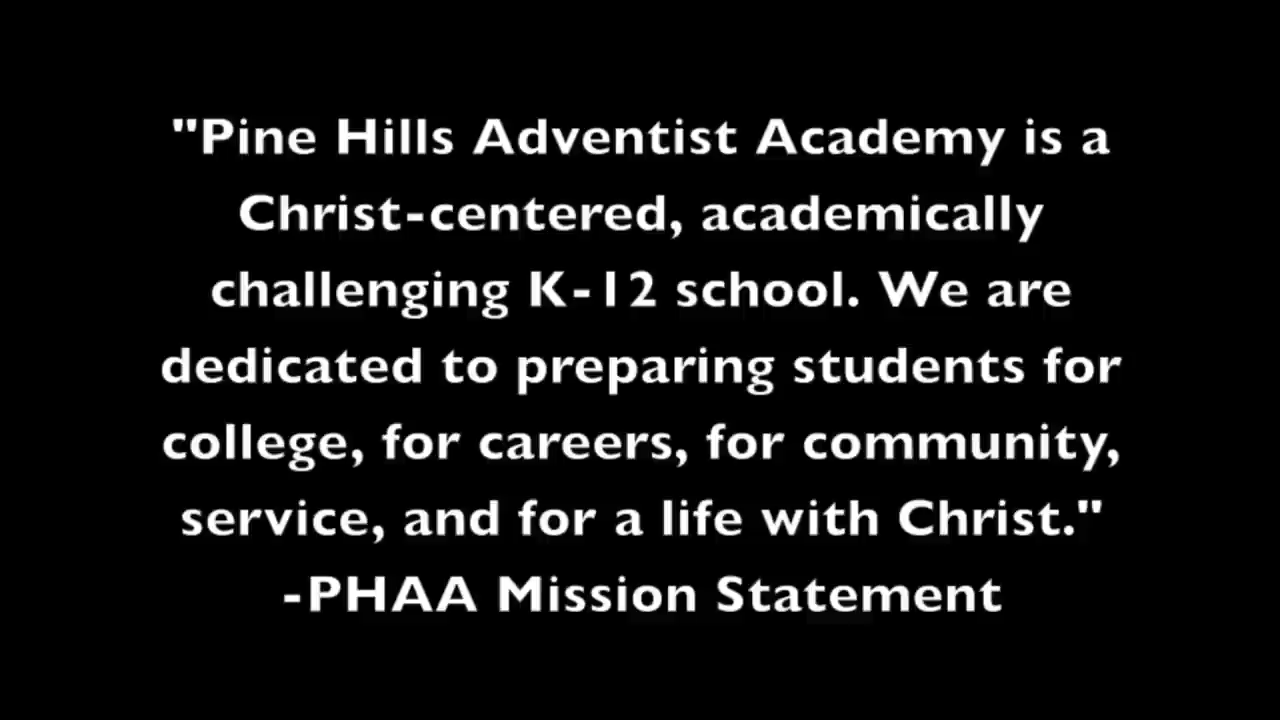 "Pine Hills Adventist Academy is a
Christ-centered, academically
challenging K-12 school. We are
dedicated to preparing students for
college, for careers, for community,
service, and for a life with Christ."
-PHAA Mission Statement